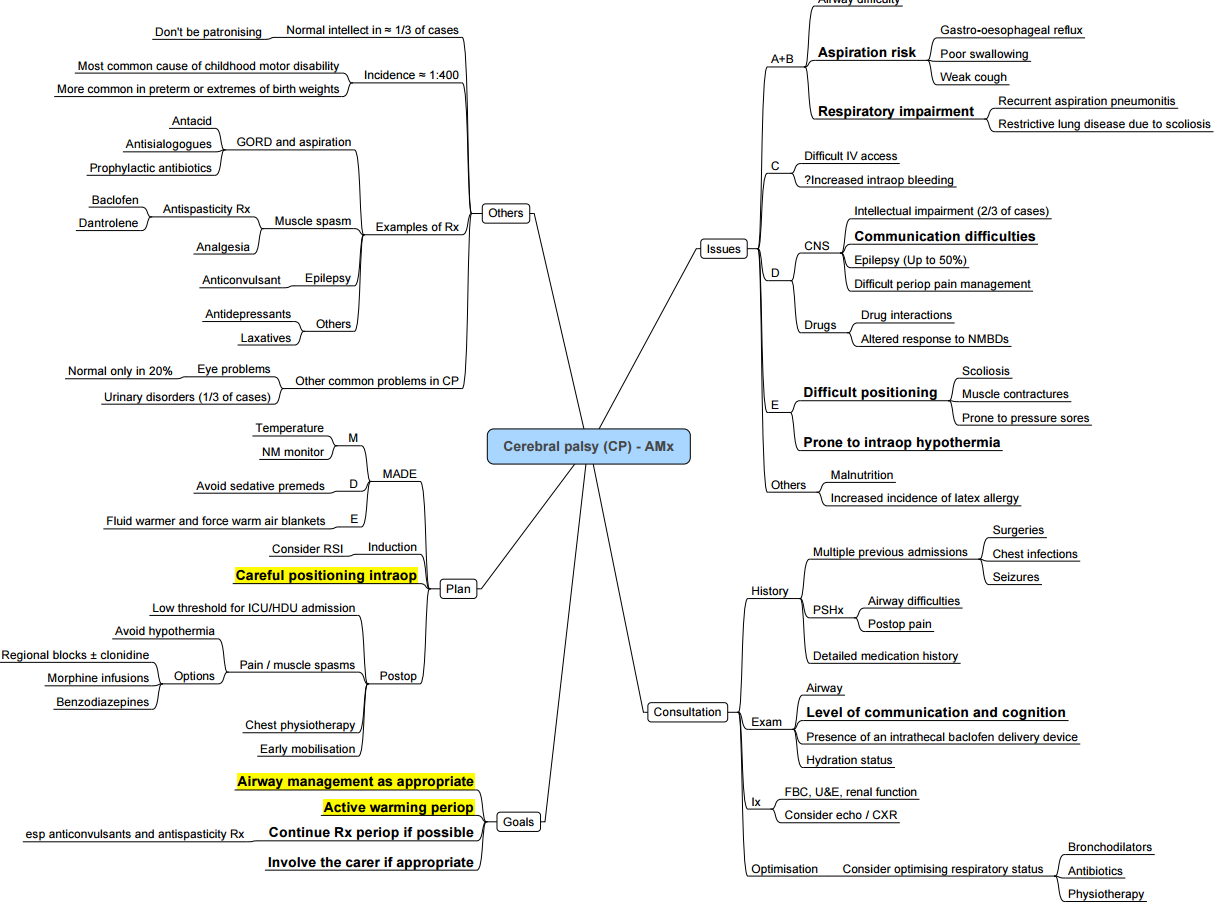 Cerebral palsy (CP) - AMx
Issues
A+B
Airway difficulty
Aspiration risk
Gastro-oesophageal reflux
Poor swallowing
Weak cough
Respiratory impairment
Recurrent aspiration pneumonitis
Restrictive lung disease due to scoliosis
C
Difficult IV access
?Increased intraop bleeding
D
CNS
Intellectual impairment (2/3 of cases)
Communication difficulties
Epilepsy (Up to 50%)
Difficult periop pain management
Drugs
Drug interactions
Altered response to NMBDs
E
Difficult positioning
Scoliosis
Muscle contractures
Prone to pressure sores
Prone to intraop hypothermia
Others
Malnutrition
Increased incidence of latex allergy
Consultation
History
Multiple previous admissions
Surgeries
Chest infections
Seizures
PSHx
Airway difficulties
Postop pain
Detailed medication history
Exam
Airway
Level of communication and cognition
Presence of an intrathecal baclofen delivery device
Hydration status
Ix
FBC, U&E, renal function
Consider echo / CXR
Optimisation
Consider optimising respiratory status
Bronchodilators
Antibiotics
Physiotherapy
Goals
Airway management as appropriate
Active warming periop
Continue Rx periop if possible
esp anticonvulsants and antispasticity Rx
Involve the carer if appropriate
Plan
MADE
M
Temperature
NM monitor
D
Avoid sedative premeds
E
Fluid warmer and force warm air blankets
Induction
Consider RSI
Careful positioning intraop
Postop
Low threshold for ICU/HDU admission
Pain / muscle spasms
Avoid hypothermia
Options
Regional blocks ± clonidine
Morphine infusions
Benzodiazepines
Chest physiotherapy
Early mobilisation
Others
Normal intellect in ≈ 1/3 of cases
Don't be patronising
Incidence ≈ 1:400
Most common cause of childhood motor disability
More common in preterm or extremes of birth weights
Examples of Rx
GORD and aspiration
Antacid
Antisialogogues
Prophylactic antibiotics
Muscle spasm
Antispasticity Rx
Baclofen
Dantrolene
Analgesia
Epilepsy
Anticonvulsant
Others
Antidepressants
Laxatives
Other common problems in CP
Eye problems
Normal only in 20%
Urinary disorders (1/3 of cases)